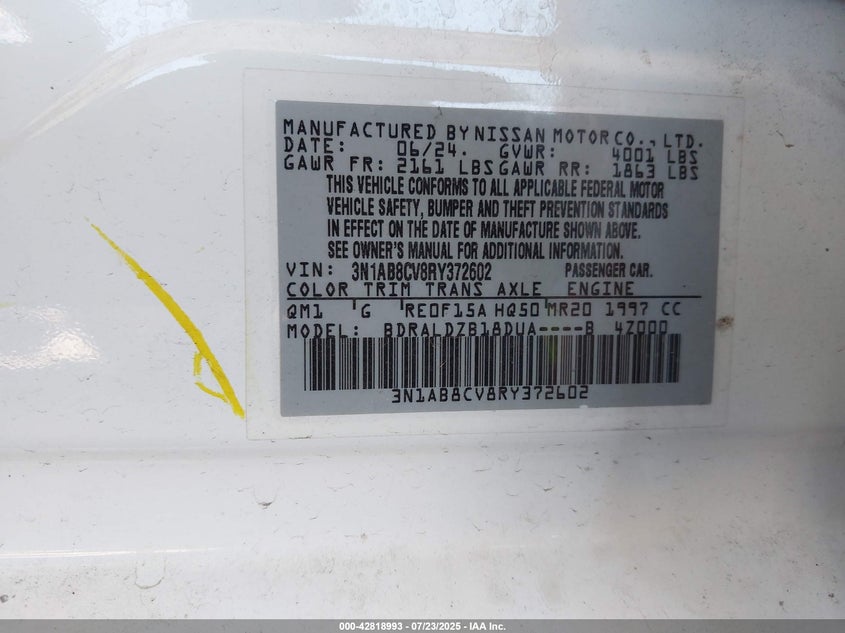 MANUFACTURED BY NISSAN MOTOR CO., LTD.
DATE: 06/24. GVWR: 4001 LBS
GAWR FR: 2161 LBS GAWR RR: 1863 LBS
THIS VEHICLE CONFORMS TO ALL APPLICABLE FEDERAL MOTOR
VEHICLE SAFETY, BUMPER AND THEFT PREVENTION STANDARDS
IN EFFECT ON THE DATE OF MANUFACTURE SHOWN ABOVE.
SEE OWNER'S MANUAL FOR ADDITIONAL INFORMATION.
VIN: 3N1AB8CV8RY372602 PASSENGER CAR.
COLOR TRIM TRANS AXLE ENGINE
QM1 G RE0F15A HQ50 MR20 1997 CC
MODEL: BDRALDZB18DUA----B 4Z000
3N1AB8CV8RY372602
000-42818993 / 07/23/2025 - IAA Inc.